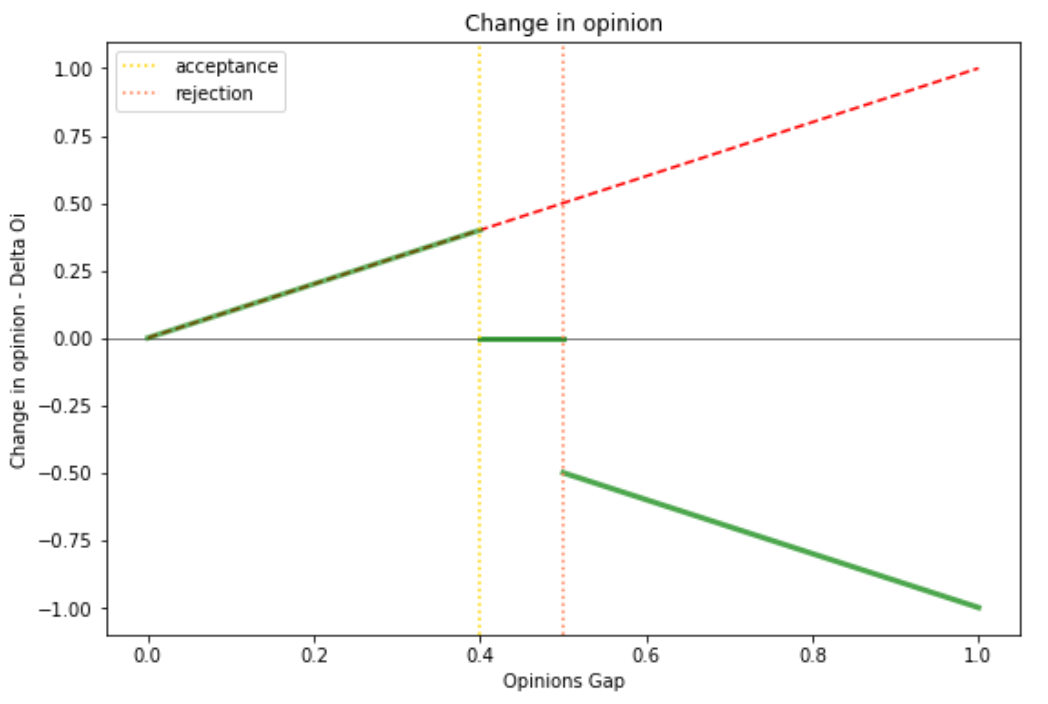 Change in opinion
acceptance
rejection
Change in opinion - Delta Oi
1.00
0.75
0.50
0.25
0.00
−0.25
−0.50
−0.75
−1.00
0.0 0.2 0.4 0.6 0.8 1.0
Opinions Gap